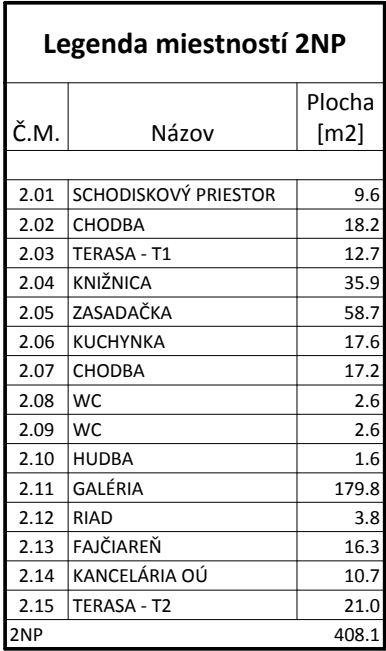 Legenda miestností 2NP
Č.M. Názov Plocha [m2]
2.01 SCHODISKOVÝ PRIESTOR 9.6
2.02 CHODBA 18.2
2.03 TERASA - T1 12.7
2.04 KNIŽNICA 35.9
2.05 ZASADAČKA 58.7
2.06 KUCHYNKA 17.6
2.07 CHODBA 17.2
2.08 WC 2.6
2.09 WC 2.6
2.10 HUDBA 1.6
2.11 GALÉRIA 179.8
2.12 RIAD 3.8
2.13 FAJČIAREŇ 16.3
2.14 KANCELÁRIA OÚ 10.7
2.15 TERASA - T2 21.0
2NP 408.1